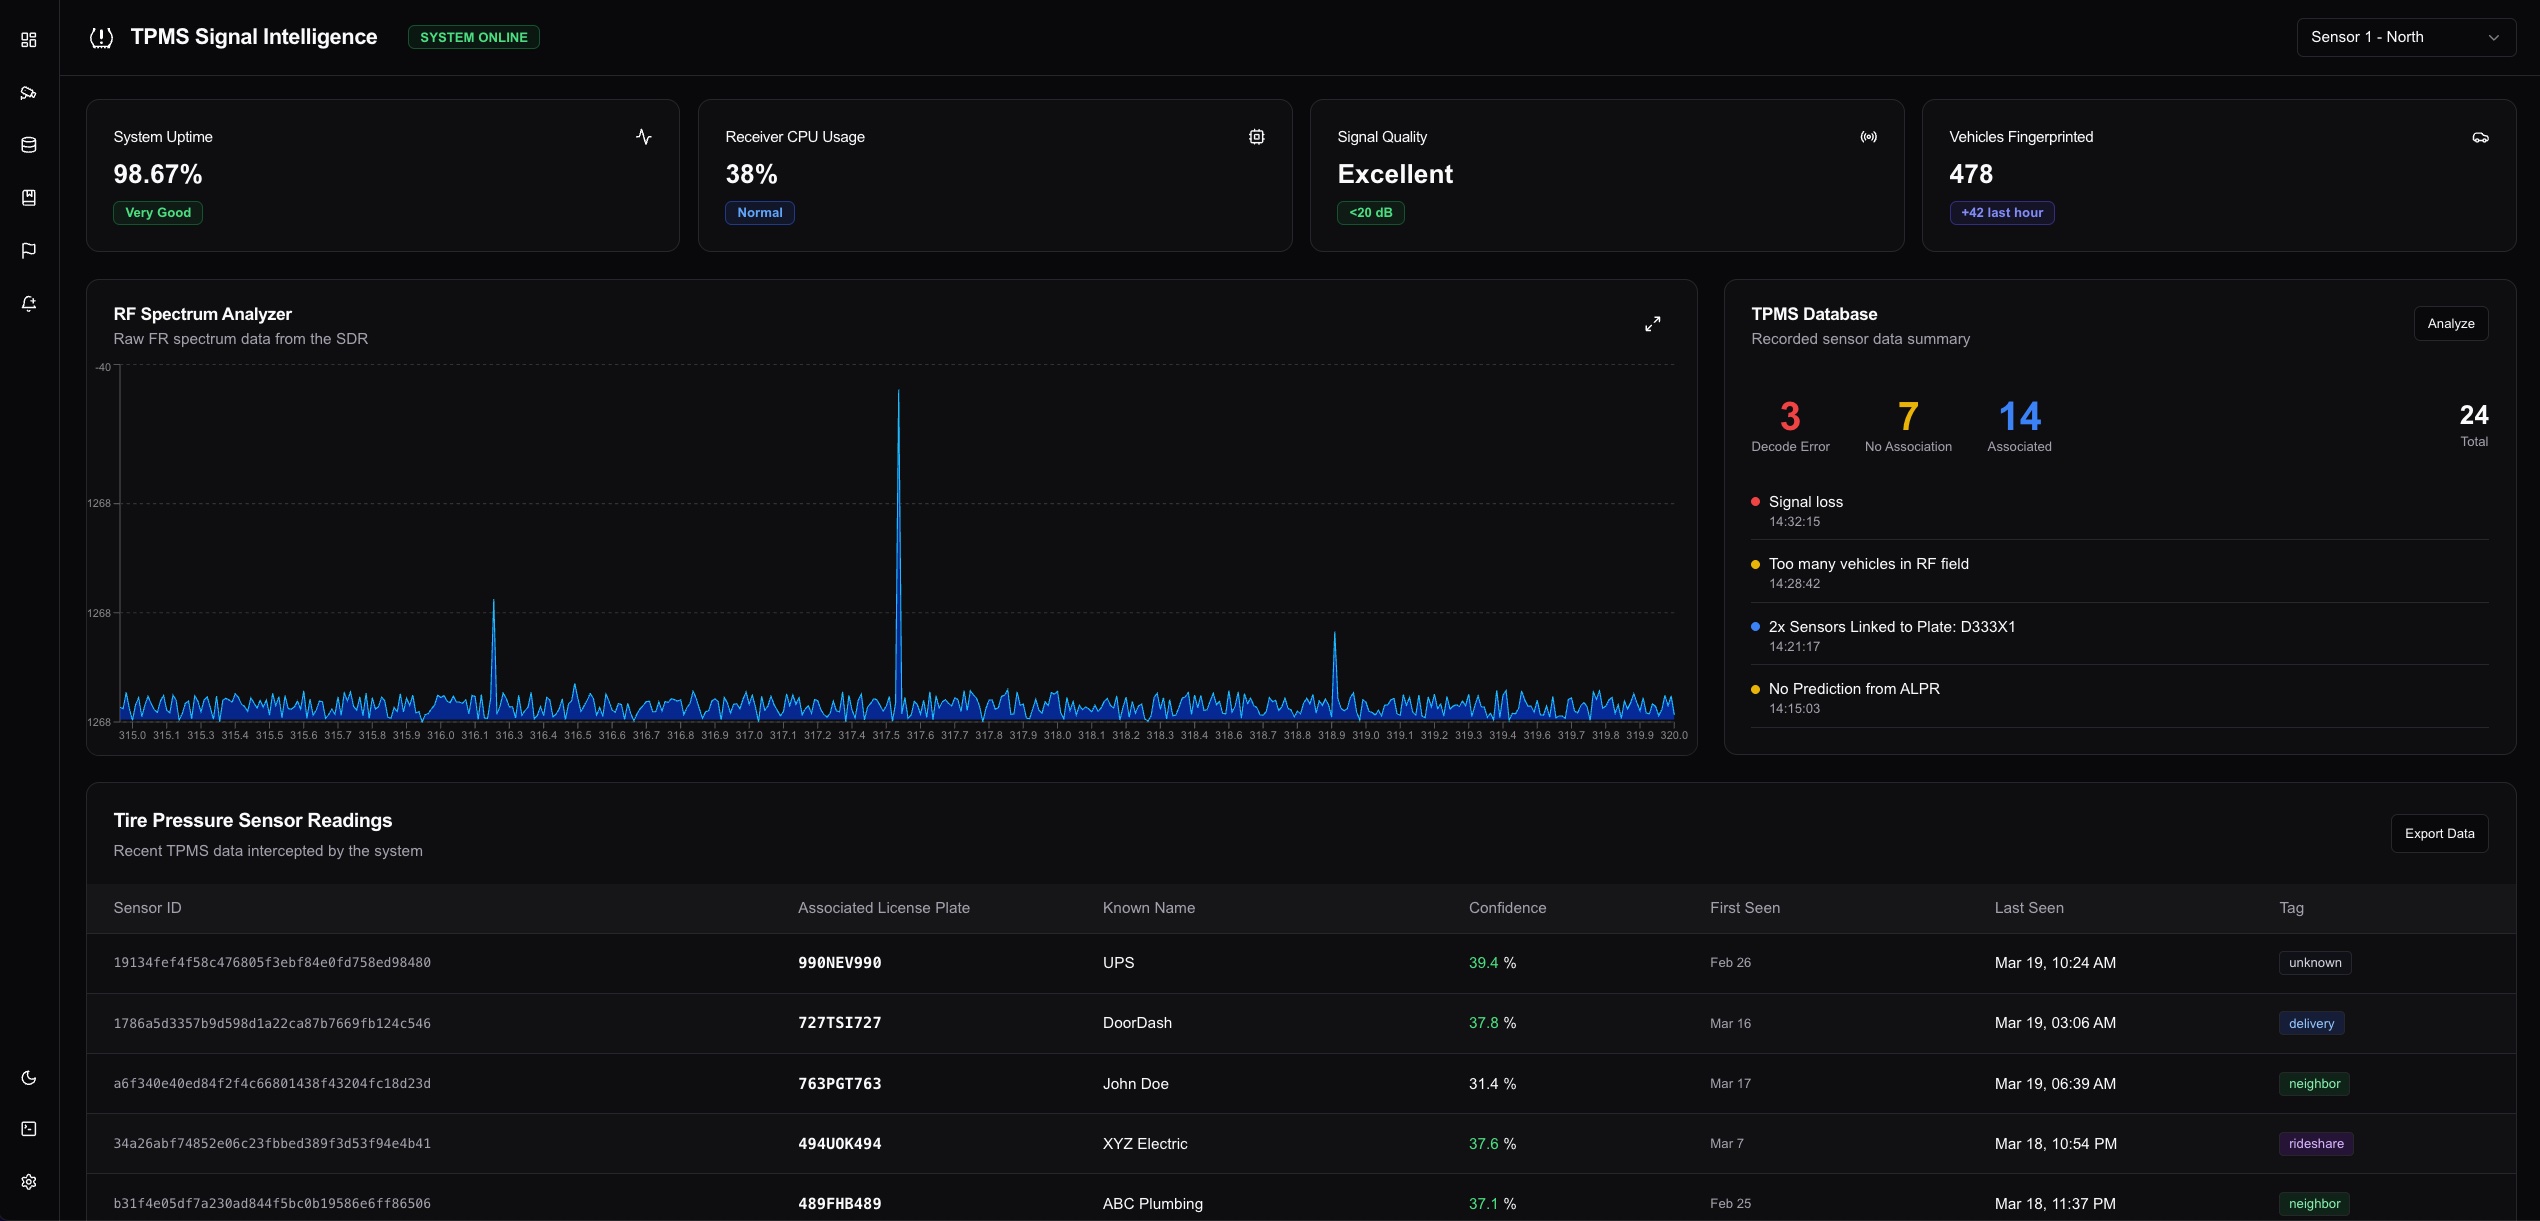 TPMS Signal Intelligence
SYSTEM ONLINE
Sensor 1 - North
System Uptime
98.67%
Very Good
Receiver CPU Usage
38%
Normal
Signal Quality
Excellent
<20 dB
Vehicles Fingerprinted
478
+42 last hour
RF Spectrum Analyzer
Raw FR spectrum data from the SDR
-40
1268
1268
1268
315.0 315.1 315.3 315.4 315.5 315.6 315.7 315.8 315.9 316.0 316.1 316.3 316.4 316.5 316.6 316.7 316.8 316.9 317.0 317.1 317.2 317.4 317.5 317.6 317.7 317.8 317.9 318.0 318.1 318.2 318.3 318.4 318.6 318.7 318.8 318.9 319.0 319.1 319.2 319.3 319.4 319.6 319.7 319.8 319.9 320.0
TPMS Database
Recorded sensor data summary
Analyze
3
Decode Error
7
No Association
14
Associated
24
Total
Signal loss
14:32:15
Too many vehicles in RF field
14:28:42
2x Sensors Linked to Plate: D333X1
14:21:17
No Prediction from ALPR
14:15:03
Tire Pressure Sensor Readings
Recent TPMS data intercepted by the system
Export Data
Sensor ID Associated License Plate Known Name Confidence First Seen Last Seen Tag
19134fef4f58c476805f3ebf84e0fd758ed98480 990NEV990 UPS 39.4 % Feb 26 Mar 19, 10:24 AM unknown
1786a5d3357b9d598d1a22ca87b7669fb124c546 727TSI727 DoorDash 37.8 % Mar 16 Mar 19, 03:06 AM delivery
a6f340e40ed84f2f4c66801438f43204fc18d23d 763PGT763 John Doe 31.4 % Mar 17 Mar 19, 06:39 AM neighbor
34a26abf74852e06c23fbbed389f3d53f94e4b41 494UOK494 XYZ Electric 37.6 % Mar 7 Mar 18, 10:54 PM rideshare
b31f4e05df7a230ad844f5bc0b19586e6ff86506 489FHB489 ABC Plumbing 37.1 % Feb 25 Mar 18, 11:37 PM neighbor